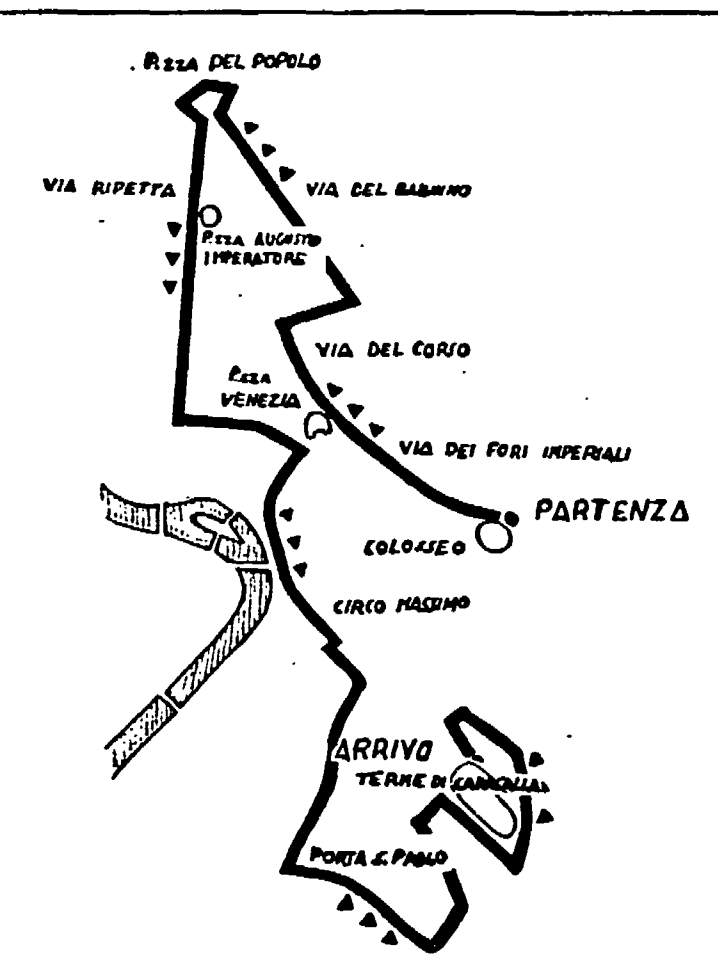 P.zza DEL POPOLO
VIA RIPETTA
VIA DEL BABUINO
P.zza AUGUSTO
IMPERATORE
VIA DEL CORSO
P.zza
VENEZIA
VIA DEI FORI IMPERIALI
PARTENZA
COLOSSEO
CIRCO MASSIMO
ARRIVO
TERME DI CARACALLA
PORTA S. PAOLO